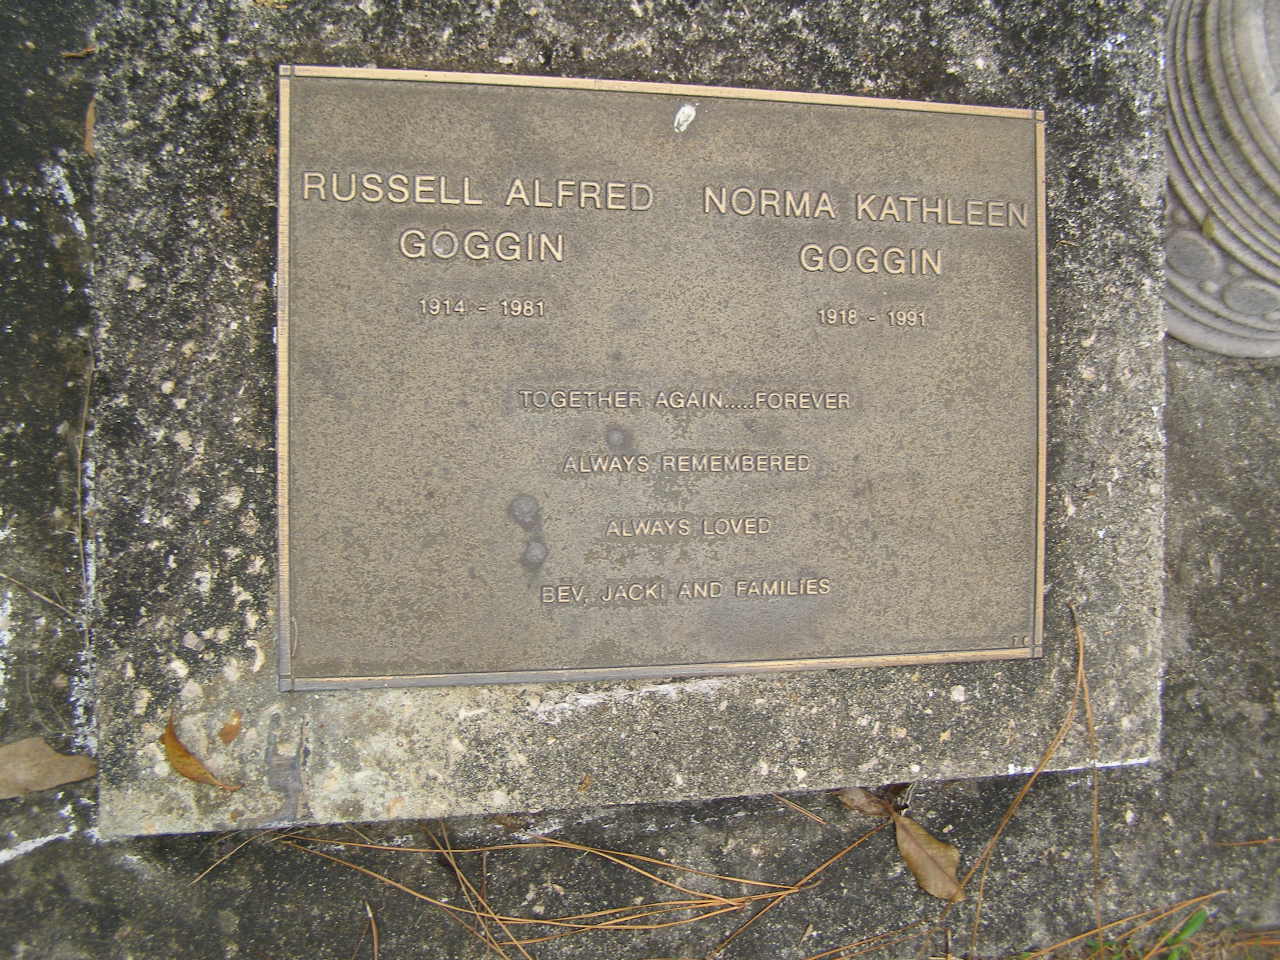 RUSSELL ALFRED
GOGGIN
1914 - 1981
NORMA KATHLEEN
GOGGIN
1918 - 1991
TOGETHER AGAIN.....FOREVER
ALWAYS REMEMBERED
ALWAYS LOVED
BEV, JACKI AND FAMILIES